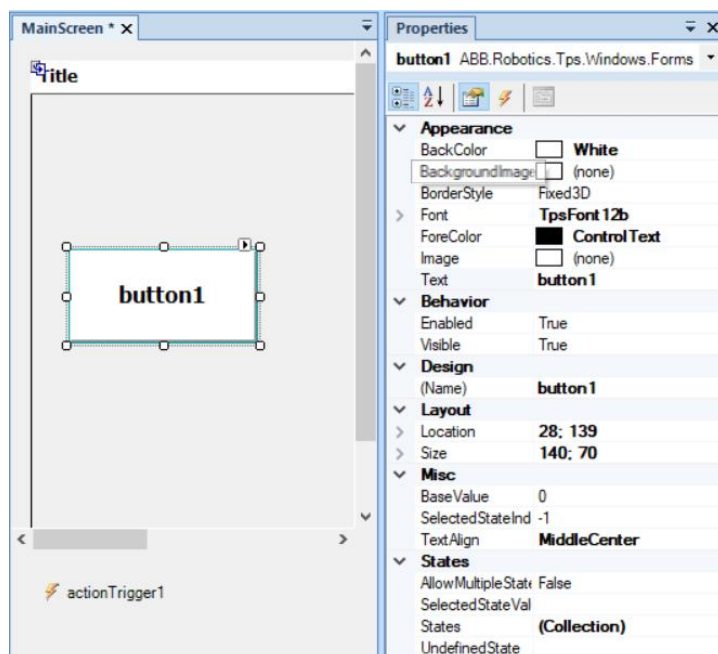 MainScreen *
Title
button1
actionTrigger1
Properties
button1 ABB.Robotics.Tps.Windows.Forms
Appearance
BackColor White
BackgroundImage (none)
BorderStyle Fixed3D
Font TpsFont12b
ForeColor ControlText
Image (none)
Text button1
Behavior
Enabled True
Visible True
Design
(Name) button1
Layout
Location 28; 139
Size 140; 70
Misc
BaseValue 0
SelectedStateInd -1
TextAlign MiddleCenter
States
AllowMultipleState False
SelectedStateVal
States (Collection)
UndefinedState